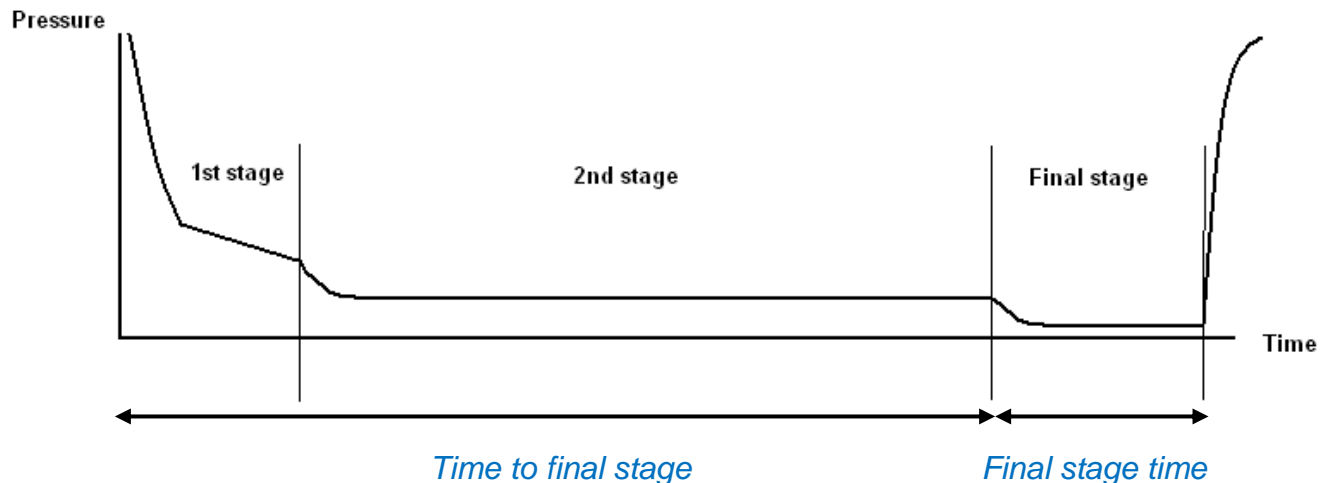 Pressure
1st stage
2nd stage
Final stage
Time
Time to final stage
Final stage time